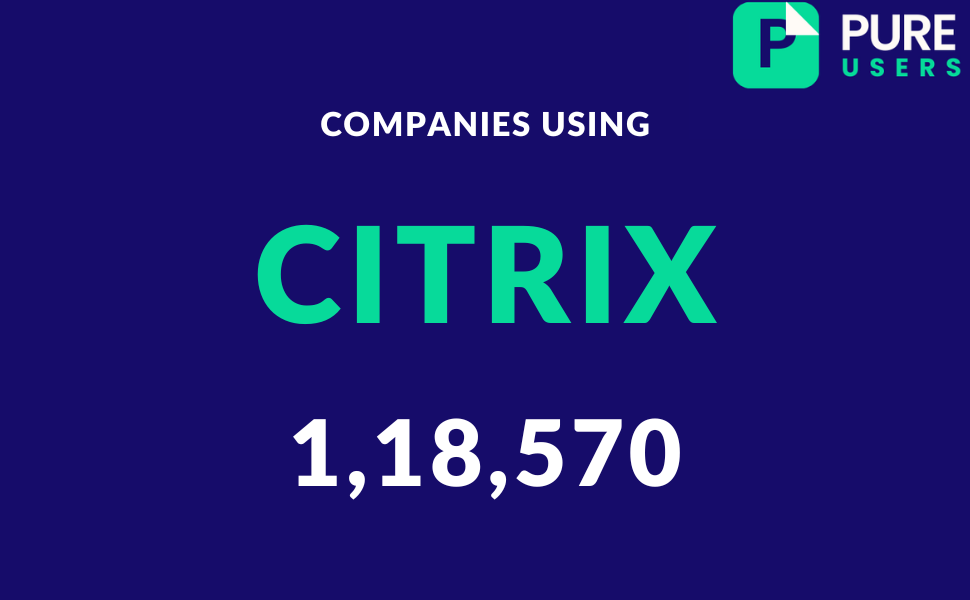 P
PURE
USERS
COMPANIES USING
CITRIX
1,18,570